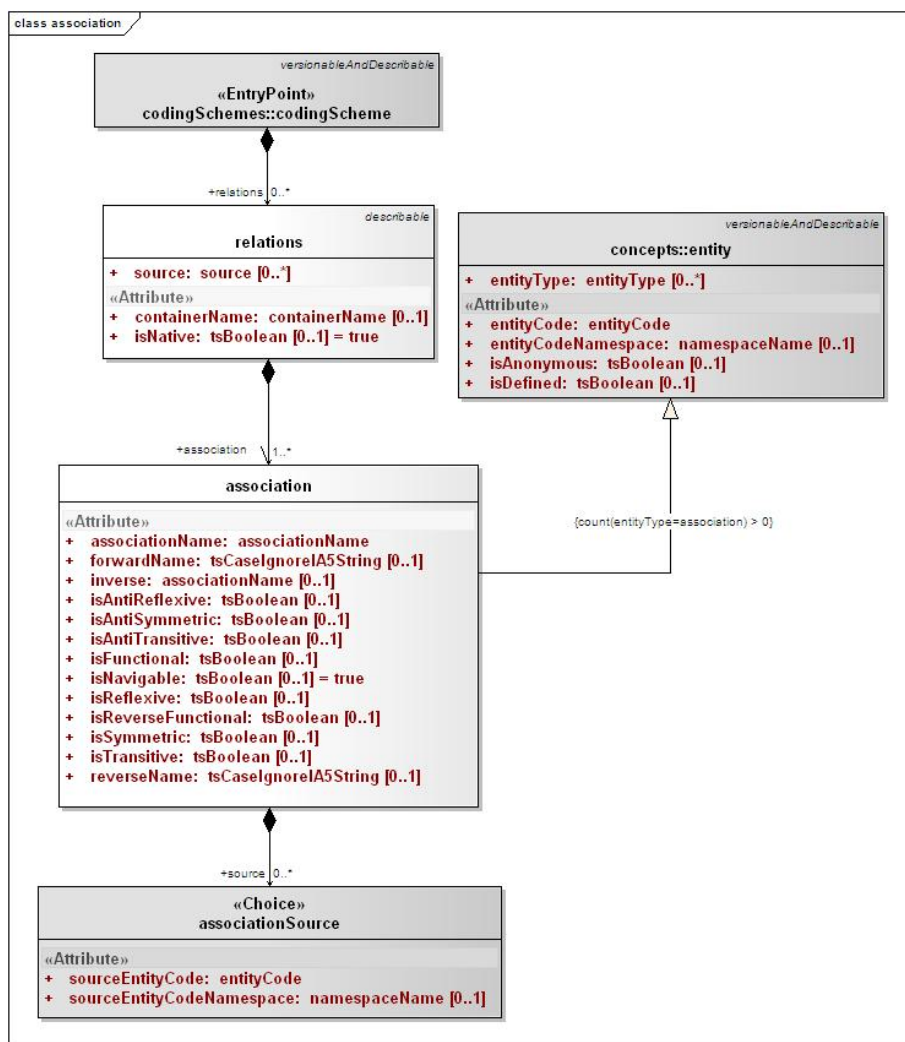 class association
versionableAndDescribable
«EntryPoint»
codingSchemes::codingScheme
+relations 0..*
describable
relations
+ source: source [0..*]
«Attribute»
+ containerName: containerName [0..1]
+ isNative: tsBoolean [0..1] = true
versionableAndDescribable
concepts::entity
+ entityType: entityType [0..*]
«Attribute»
+ entityCode: entityCode
+ entityCodeNamespace: namespaceName [0..1]
+ isAnonymous: tsBoolean [0..1]
+ isDefined: tsBoolean [0..1]
+association 1..*
association
«Attribute»
+ associationName: associationName
+ forwardName: tsCaseIgnoreIA5String [0..1]
+ inverse: associationName [0..1]
+ isAntiReflexive: tsBoolean [0..1]
+ isAntiSymmetric: tsBoolean [0..1]
+ isAntiTransitive: tsBoolean [0..1]
+ isFunctional: tsBoolean [0..1]
+ isNavigable: tsBoolean [0..1] = true
+ isReflexive: tsBoolean [0..1]
+ isReverseFunctional: tsBoolean [0..1]
+ isSymmetric: tsBoolean [0..1]
+ isTransitive: tsBoolean [0..1]
+ reverseName: tsCaseIgnoreIA5String [0..1]
{count(entityType=association) > 0}
+source 0..*
«Choice»
associationSource
«Attribute»
+ sourceEntityCode: entityCode
+ sourceEntityCodeNamespace: namespaceName [0..1]